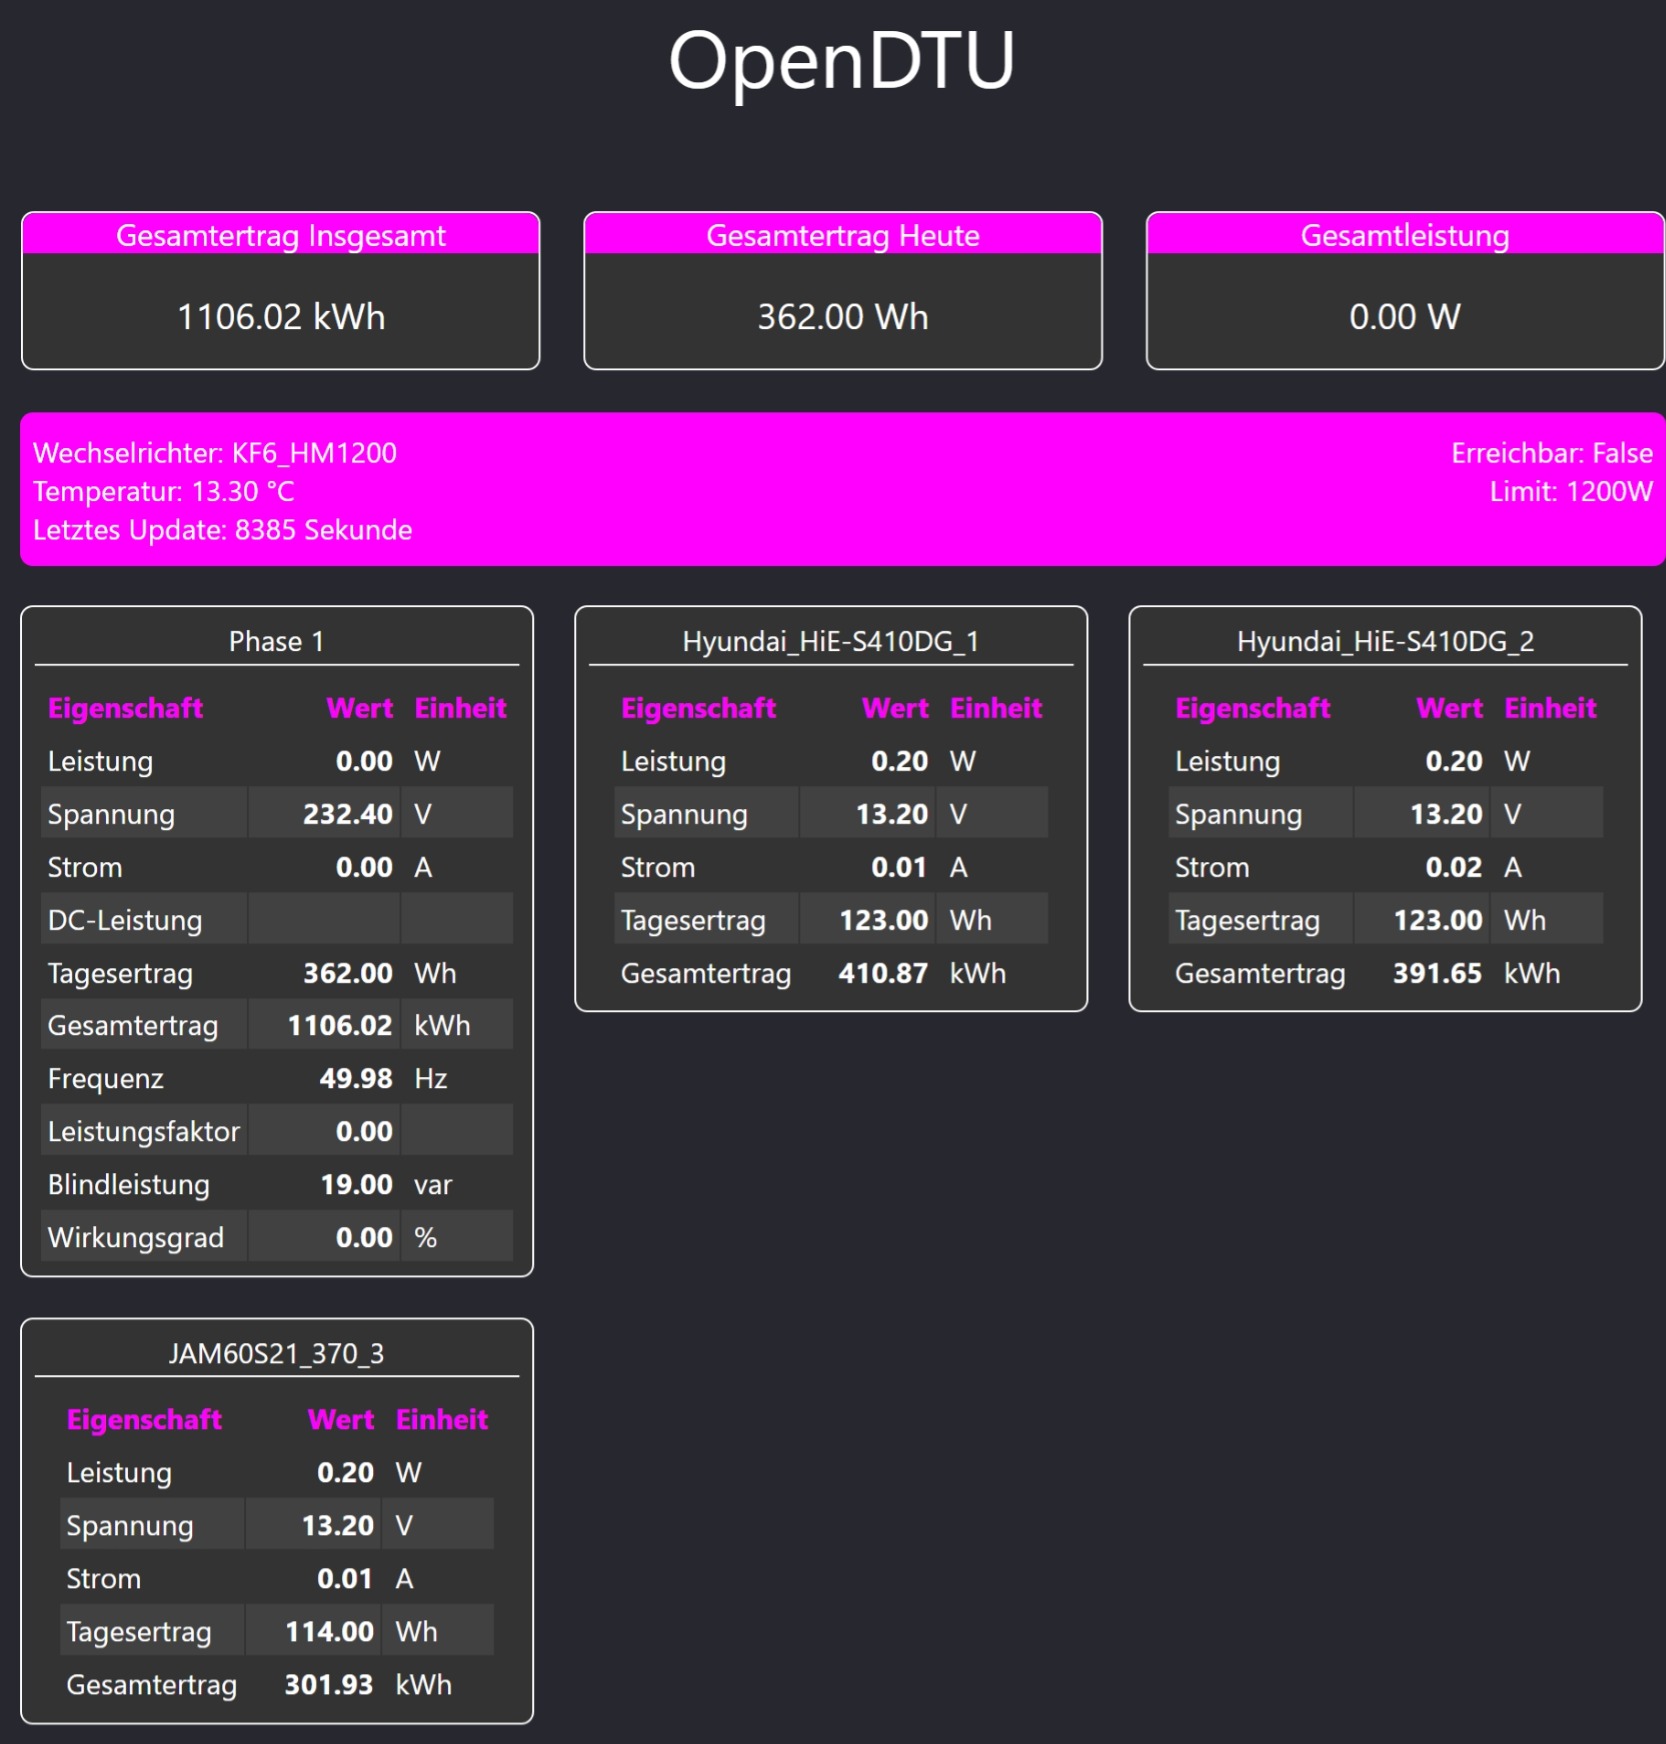 OpenDTU
Gesamtertrag Insgesamt
1106.02 kWh
Gesamtertrag Heute
362.00 Wh
Gesamtleistung
0.00 W
Wechselrichter: KF6_HM1200
Temperatur: 13.30 °C
Letztes Update: 8385 Sekunde
Erreichbar: False
Limit: 1200W
Phase 1
Eigenschaft Wert Einheit
Leistung 0.00 W
Spannung 232.40 V
Strom 0.00 A
DC-Leistung
Tagesertrag 362.00 Wh
Gesamtertrag 1106.02 kWh
Frequenz 49.98 Hz
Leistungsfaktor 0.00
Blindleistung 19.00 var
Wirkungsgrad 0.00 %
Hyundai_HiE-S410DG_1
Eigenschaft Wert Einheit
Leistung 0.20 W
Spannung 13.20 V
Strom 0.01 A
Tagesertrag 123.00 Wh
Gesamtertrag 410.87 kWh
Hyundai_HiE-S410DG_2
Eigenschaft Wert Einheit
Leistung 0.20 W
Spannung 13.20 V
Strom 0.02 A
Tagesertrag 123.00 Wh
Gesamtertrag 391.65 kWh
JAM60S21_370_3
Eigenschaft Wert Einheit
Leistung 0.20 W
Spannung 13.20 V
Strom 0.01 A
Tagesertrag 114.00 Wh
Gesamtertrag 301.93 kWh